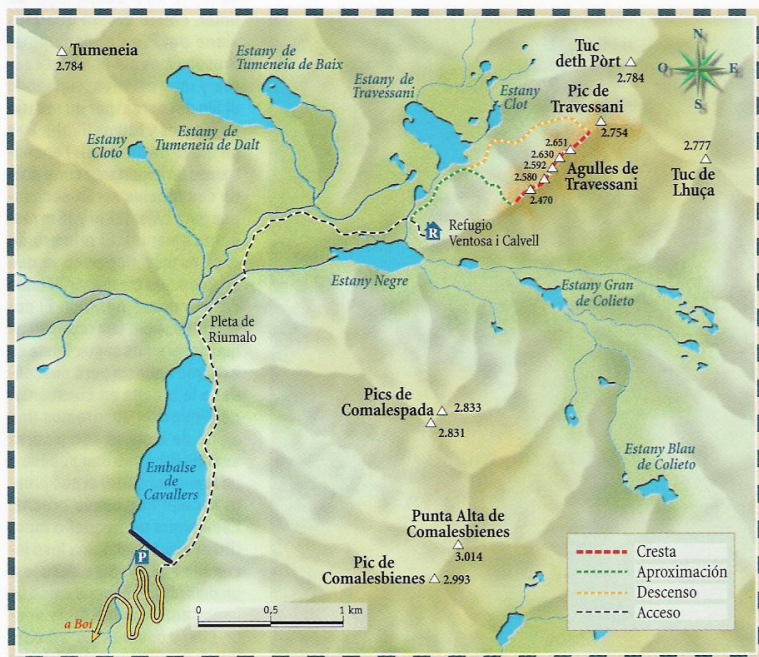 Tumeneia
2.784
Estany de
Tumeneia de Baix
Estany de
Travessani
Estany
Clot
Tuc
deth Pòrt
2.784
N
O
E
S
Pic de
Travessani
2.754
Estany
Cloto
Estany de
Tumeneia de Dalt
2.651
2.630
2.592
2.580
2.470
Agulles de
Travessani
2.777
Tuc de
Lhuça
R
Refugio
Ventosa i Calvell
Estany Negre
Estany Gran
de Colieto
Pleta de
Riumalo
Pics de
Comalespada
2.833
2.831
Embalse
de
Cavallers
Estany Blau
de Colieto
Punta Alta de
Comalesbienes
3.014
Pic de
Comalesbienes
2.993
P
a Boí
0
0,5
1 km
Cresta
Aproximación
Descenso
Acceso